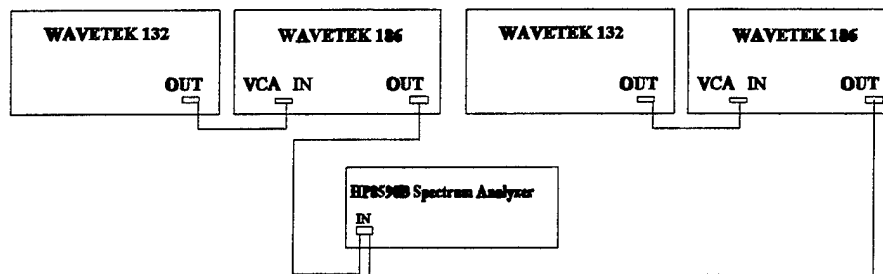 WAVETEK 132
WAVETEK 186
WAVETEK 132
WAVETEK 186
OUT
VCA IN
OUT
OUT
VCA IN
OUT
HP8590B Spectrum Analyzer
IN